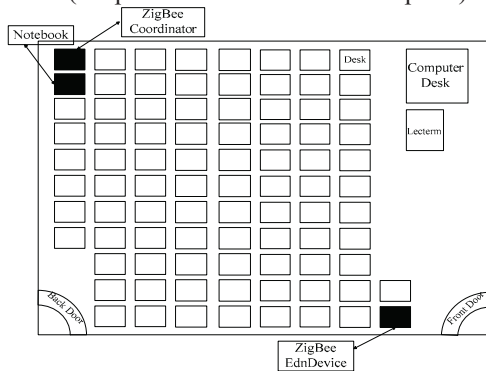 ZigBee
Coordinator
Notebook
Desk
Computer
Desk
Lecterm
Back Door
Front Door
ZigBee
EdnDevice